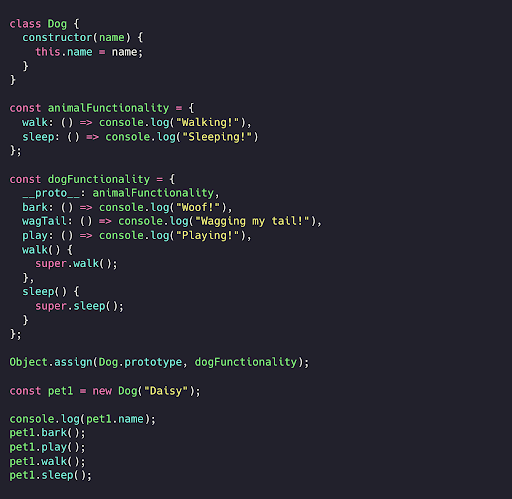 class Dog {
  constructor(name) {
    this.name = name;
  }
}

const animalFunctionality = {
  walk: () => console.log("Walking!"),
  sleep: () => console.log("Sleeping!")
};

const dogFunctionality = {
  __proto__: animalFunctionality,
  bark: () => console.log("Woof!"),
  wagTail: () => console.log("Wagging my tail!"),
  play: () => console.log("Playing!"),
  walk() {
    super.walk();
  },
  sleep() {
    super.sleep();
  }
};

Object.assign(Dog.prototype, dogFunctionality);

const pet1 = new Dog("Daisy");

console.log(pet1.name);
pet1.bark();
pet1.play();
pet1.walk();
pet1.sleep();